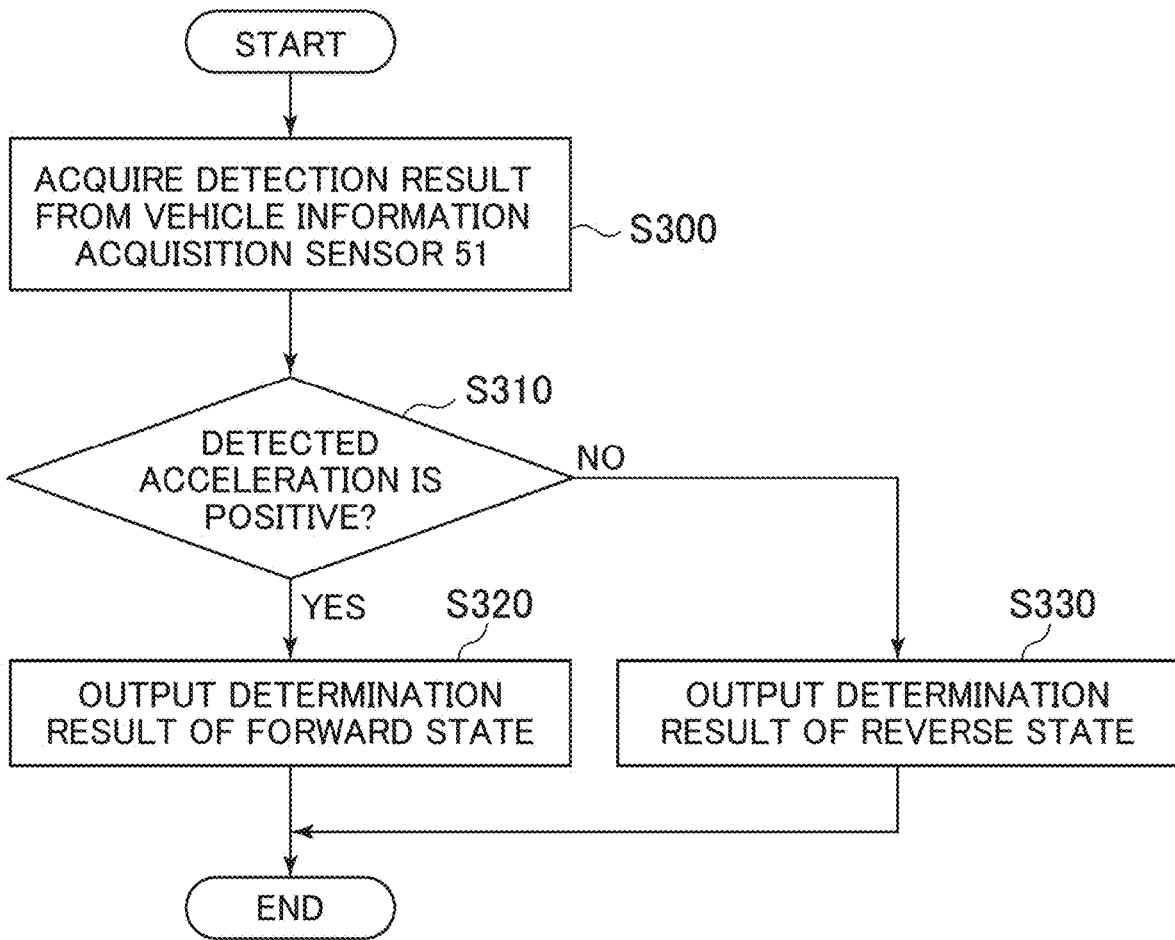 START
ACQUIRE DETECTION RESULT
FROM VEHICLE INFORMATION
ACQUISITION SENSOR 51
S300
S310
DETECTED
ACCELERATION IS
POSITIVE?
NO
YES
S320
S330
OUTPUT DETERMINATION
RESULT OF FORWARD STATE
OUTPUT DETERMINATION
RESULT OF REVERSE STATE
END